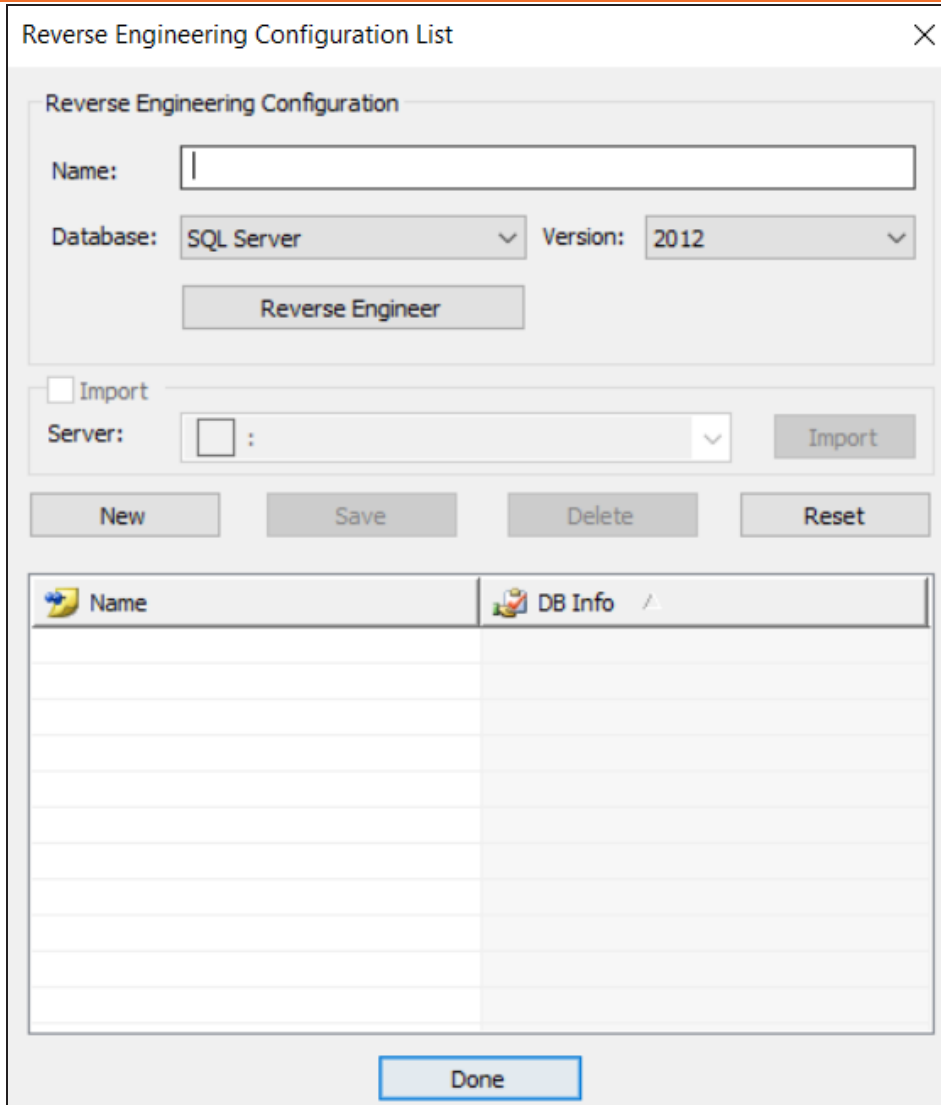 Reverse Engineering Configuration List
Reverse Engineering Configuration
Name:
Database: SQL Server Version: 2012
Reverse Engineer
Import
Server: : Import
New Save Delete Reset
Name DB Info
Done